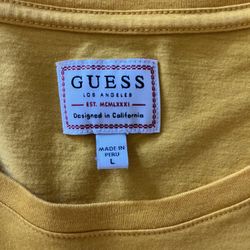 GUESS
LOS ANGELES
EST. MCMLXXXI
Designed in California
MADE IN
PERU
L